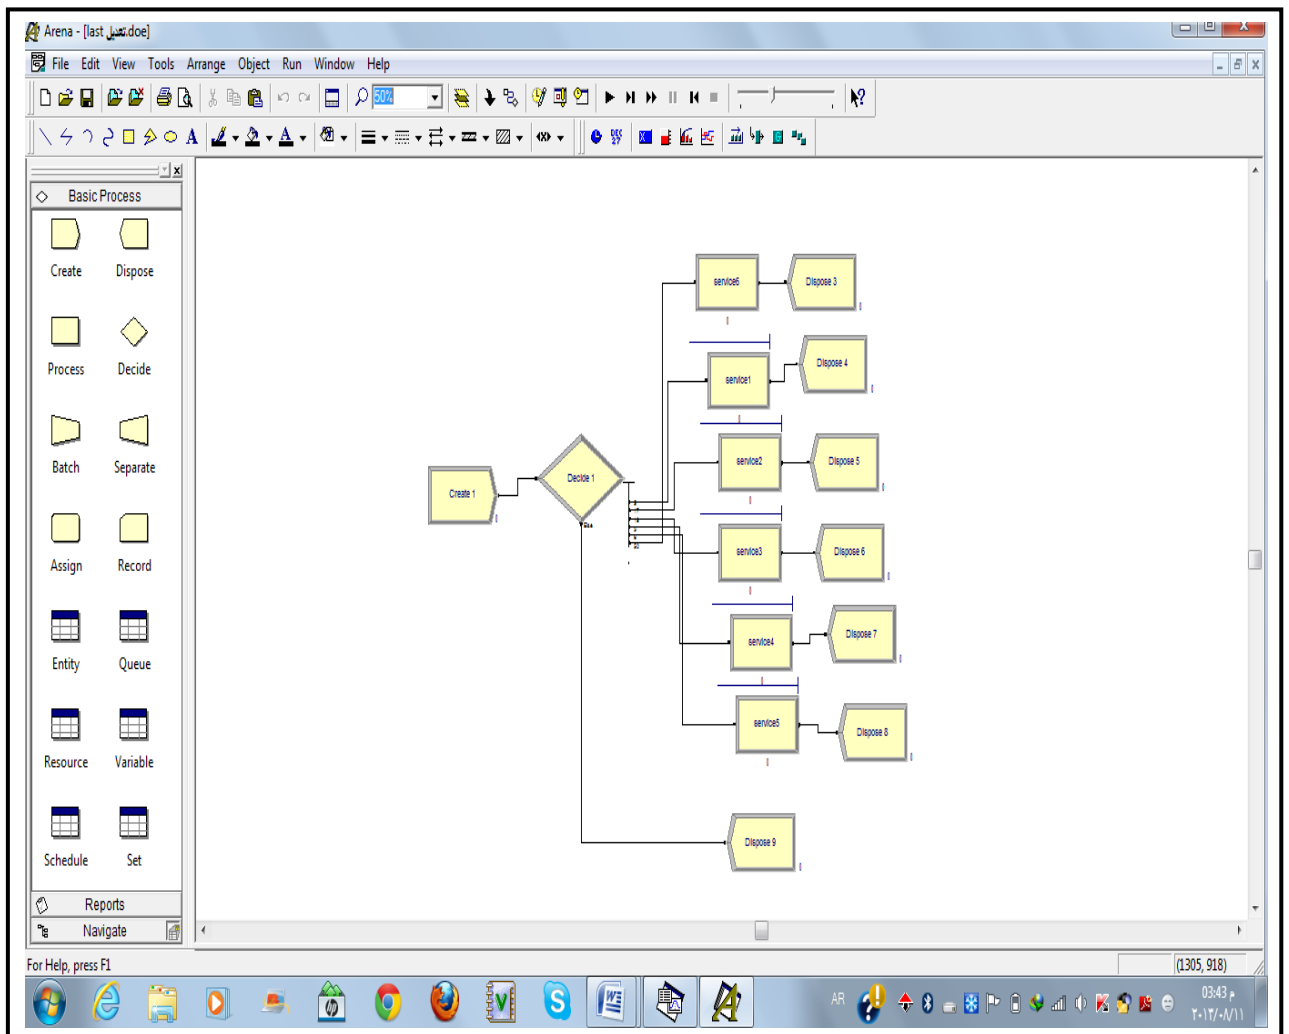 Arena - [last تعديل.doe]
File Edit View Tools Arrange Object Run Window Help
50%
Basic Process
Create Dispose
Process Decide
Batch Separate
Assign Record
Entity Queue
Resource Variable
Schedule Set
Reports
Navigate
service6 Dispose 3
service1 Dispose 4
service2 Dispose 5
service3 Dispose 6
service4 Dispose 7
service5 Dispose 8
Create 1
Decide 1
Else
Dispose 9
For Help, press F1
(1305, 918)
AR
03:43 م
٢٠١٣/٠٨/١١